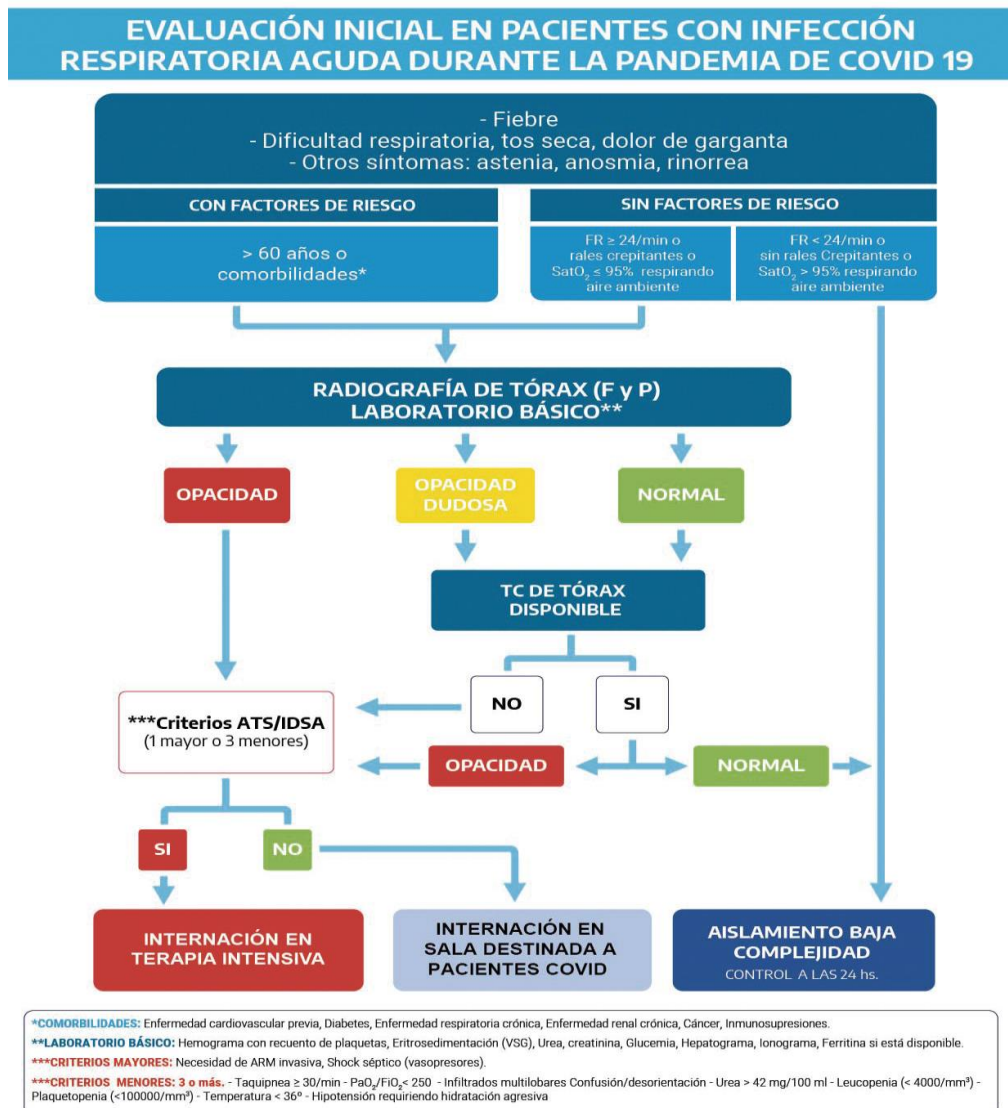 EVALUACIÓN INICIAL EN PACIENTES CON INFECCIÓN
RESPIRATORIA AGUDA DURANTE LA PANDEMIA DE COVID 19
- Fiebre
- Dificultad respiratoria, tos seca, dolor de garganta
- Otros síntomas: astenia, anosmia, rinorrea
CON FACTORES DE RIESGO
> 60 años o
comorbilidades*
SIN FACTORES DE RIESGO
FR ≥ 24/min o
rales crepitantes o
SatO₂ ≤ 95% respirando
aire ambiente
FR < 24/min o
sin rales Crepitantes o
SatO₂ > 95% respirando
aire ambiente
RADIOGRAFÍA DE TÓRAX (F y P)
LABORATORIO BÁSICO**
OPACIDAD
OPACIDAD
DUDOSA
NORMAL
TC DE TÓRAX
DISPONIBLE
NO
SI
***Criterios ATS/IDSA
(1 mayor o 3 menores)
OPACIDAD
NORMAL
SI
NO
INTERNACIÓN EN
TERAPIA INTENSIVA
INTERNACIÓN EN
SALA DESTINADA A
PACIENTES COVID
AISLAMIENTO BAJA
COMPLEJIDAD
CONTROL A LAS 24 hs.
*COMORBILIDADES: Enfermedad cardiovascular previa, Diabetes, Enfermedad respiratoria crónica, Enfermedad renal crónica, Cáncer, Inmunosupresiones.
**LABORATORIO BÁSICO: Hemograma con recuento de plaquetas, Eritrosedimentación (VSG), Urea, creatinina, Glucemia, Hepatograma, Ionograma, Ferritina si está disponible.
***CRITERIOS MAYORES: Necesidad de ARM invasiva, Shock séptico (vasopresores).
***CRITERIOS MENORES: 3 o más. - Taquipnea ≥ 30/min - PaO₂/FiO₂< 250 - Infiltrados multilobares Confusión/desorientación - Urea > 42 mg/100 ml - Leucopenia (< 4000/mm³) -
Plaquetopenia (<100000/mm³) - Temperatura < 36º - Hipotensión requiriendo hidratación agresiva